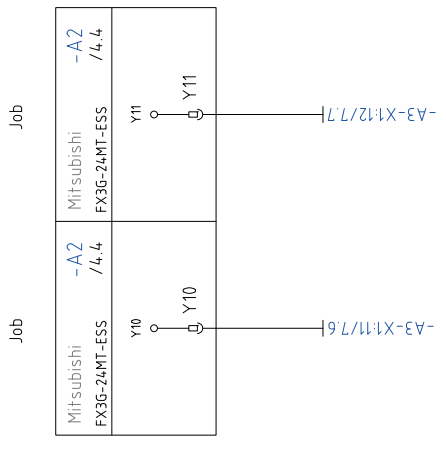 Job
Mitsubishi
FX3G-24MT-ESS
-A2
/4.4
Y10
Y10
-A3-X1:11/7.6
Job
Mitsubishi
FX3G-24MT-ESS
-A2
/4.4
Y11
Y11
-A3-X1:12/7.7